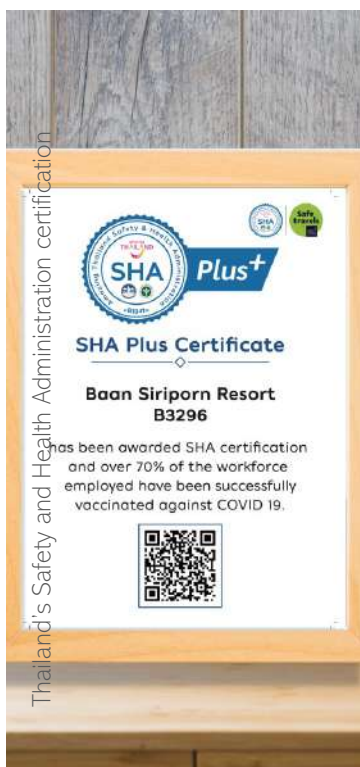 Thailand's Safety and Health Administration certification
Safe
travels
SHA
Amazing Thailand Safety & Health Administration
THAILAND
SHA
Plus+
SHA Plus Certificate
Baan Siriporn Resort
B3296
has been awarded SHA certification
and over 70% of the workforce
employed have been successfully
vaccinated against COVID 19.